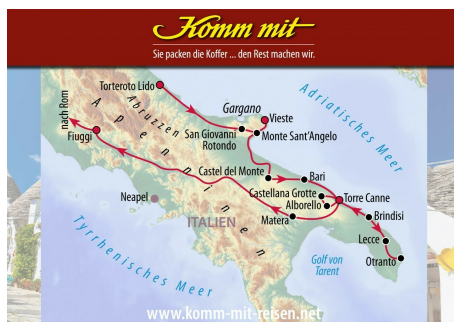 Komm mit
Sie packen die Koffer ... den Rest machen wir.
Torteroto Lido
Adriatisches Meer
nach Rom
Abruzzen
Apenninen
Gargano
Vieste
San Giovanni
Rotondo
Monte Sant'Angelo
Fiuggi
Castel del Monte
Bari
Castellana Grotte
Torre Canne
Alborello
Neapel
ITALIEN
Matera
Brindisi
Lecce
Tyrrhenisches Meer
Golf von
Tarent
Otranto
www.komm-mit-reisen.net